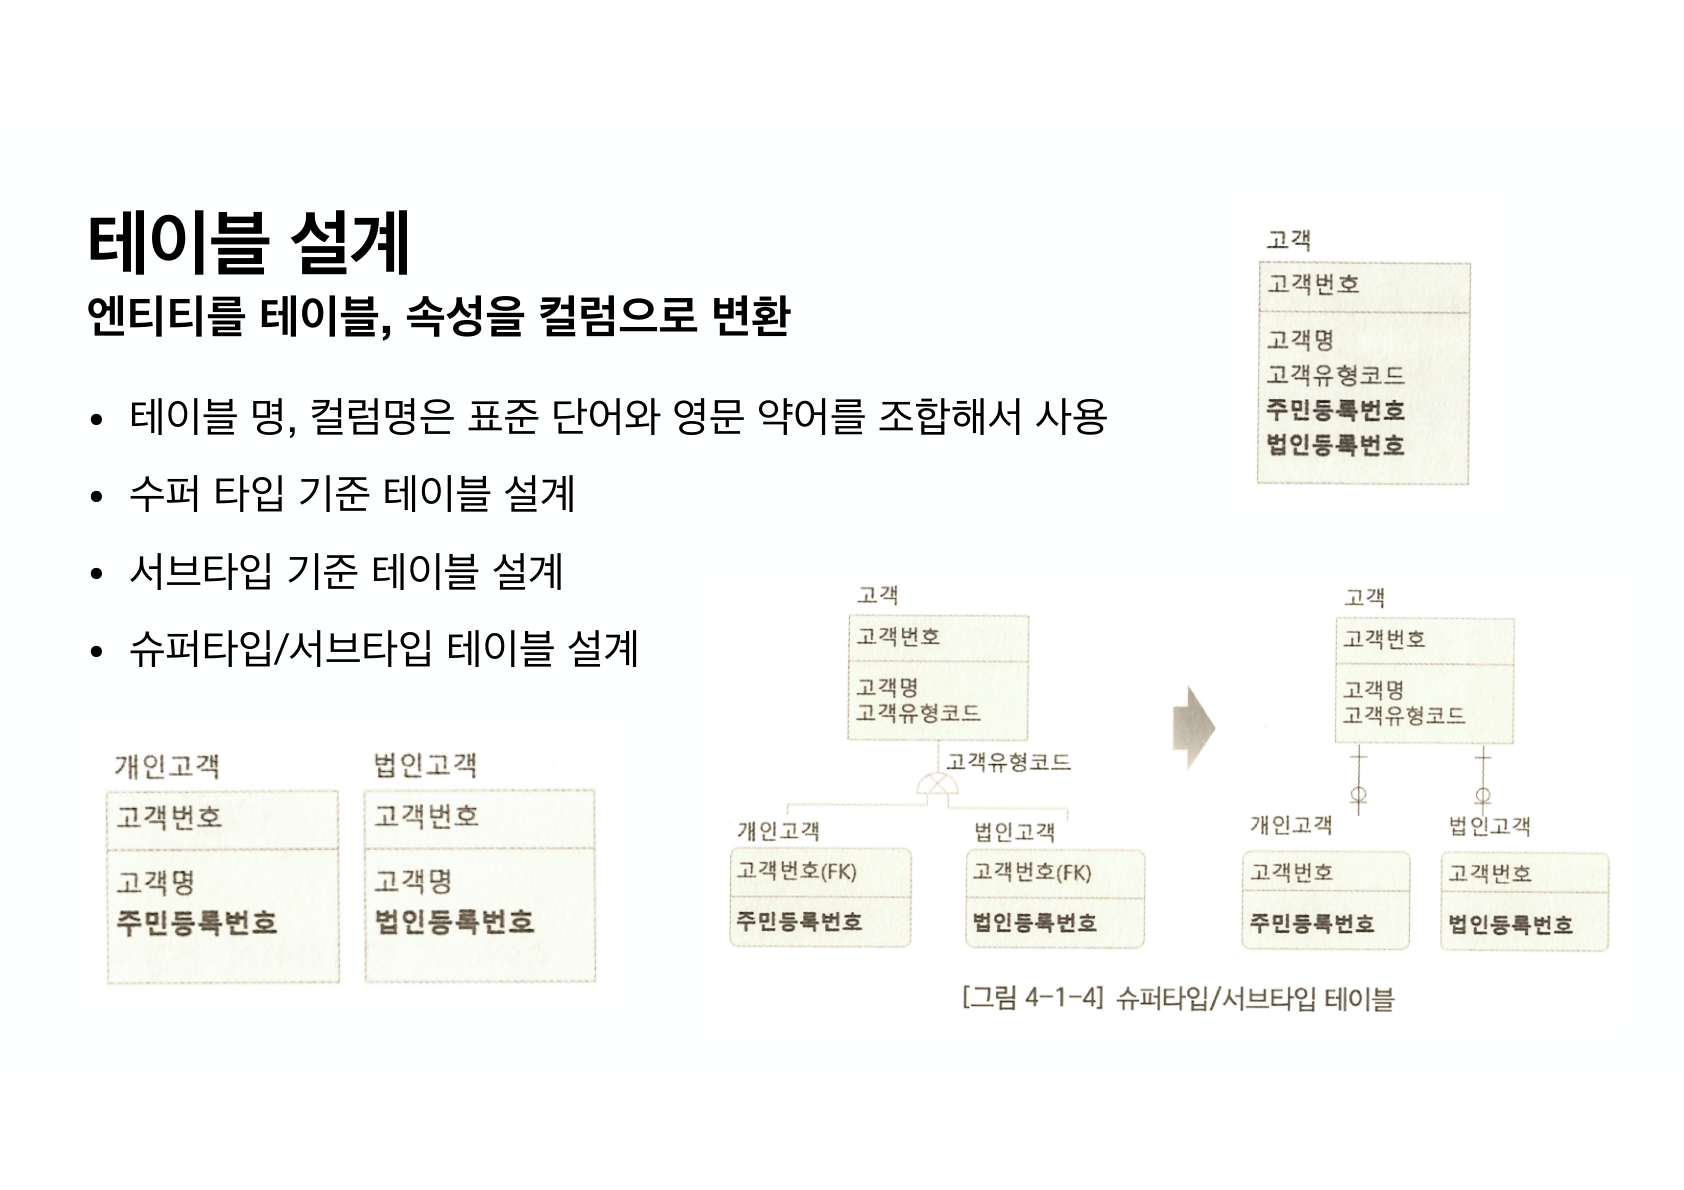 테이블 설계
엔티티를 테이블, 속성을 컬럼으로 변환
• 테이블 명, 컬럼명은 표준 단어와 영문 약어를 조합해서 사용
• 수퍼 타입 기준 테이블 설계
• 서브타입 기준 테이블 설계
• 슈퍼타입/서브타입 테이블 설계
고객
고객번호
고객명
고객유형코드
주민등록번호
법인등록번호
개인고객
고객번호
고객명
주민등록번호
법인고객
고객번호
고객명
법인등록번호
고객
고객번호
고객명
고객유형코드
고객유형코드
개인고객
고객번호(FK)
주민등록번호
법인고객
고객번호(FK)
법인등록번호
고객
고객번호
고객명
고객유형코드
개인고객
고객번호
주민등록번호
법인고객
고객번호
법인등록번호
[그림 4-1-4] 슈퍼타입/서브타입 테이블